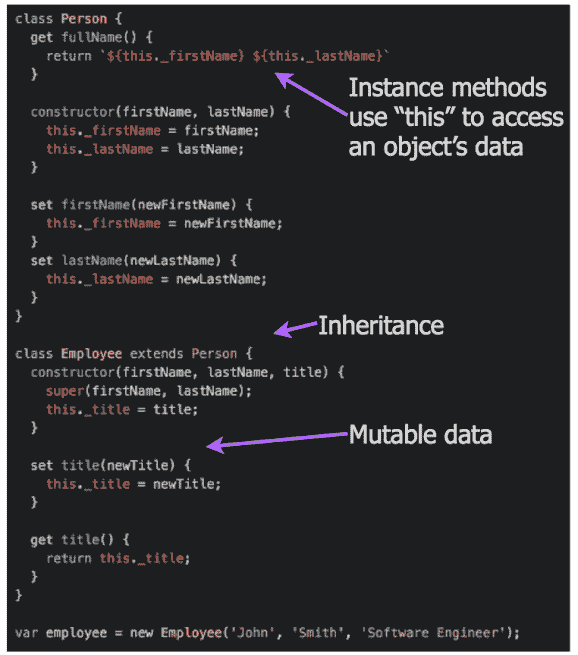 class Person {
  get fullName() {
    return `${this._firstName} ${this._lastName}`
  }
Instance methods
use “this” to access
an object’s data
  constructor(firstName, lastName) {
    this._firstName = firstName;
    this._lastName = lastName;
  }
  set firstName(newFirstName) {
    this._firstName = newFirstName;
  }
  set lastName(newLastName) {
    this._lastName = newLastName;
  }
}
Inheritance
class Employee extends Person {
  constructor(firstName, lastName, title) {
    super(firstName, lastName);
    this._title = title;
  }
Mutable data
  set title(newTitle) {
    this._title = newTitle;
  }
  get title() {
    return this._title;
  }
}
var employee = new Employee('John', 'Smith', 'Software Engineer');